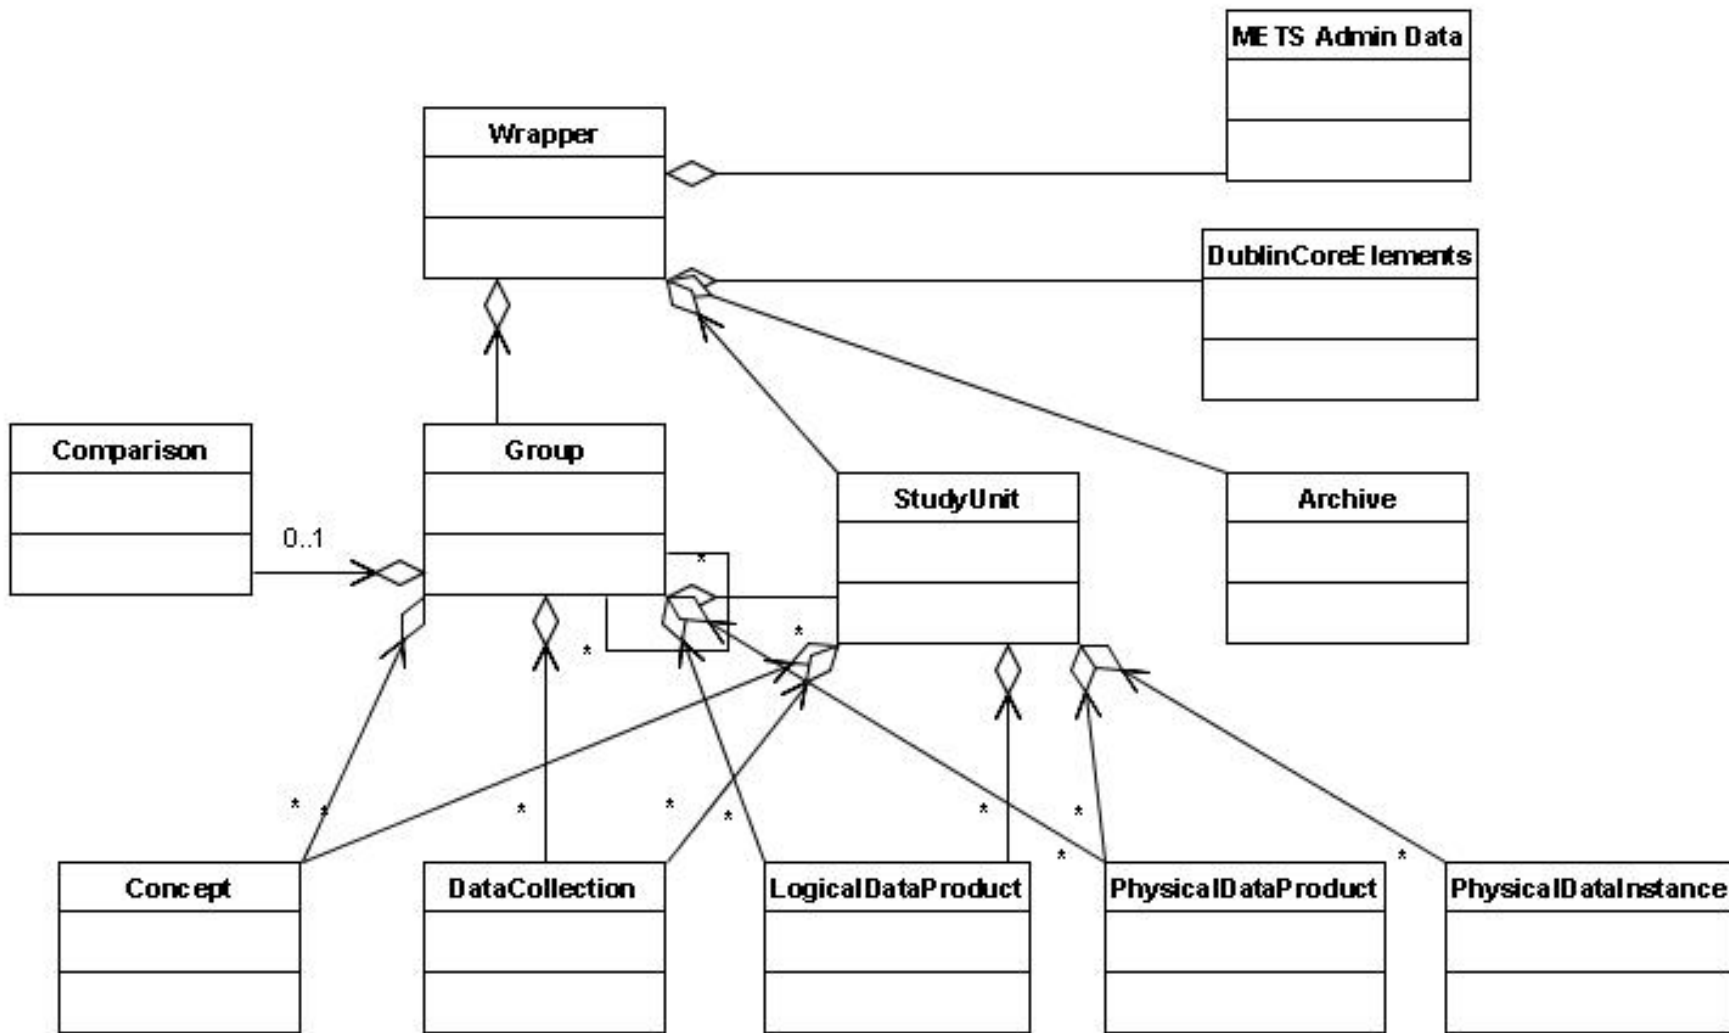 METS Admin Data
Wrapper
DublinCoreElements
Comparison
Group
StudyUnit
Archive
0..1
*
*
*
*
*
*
*
*
*
*
*
*
Concept
DataCollection
LogicalDataProduct
PhysicalDataProduct
PhysicalDataInstance